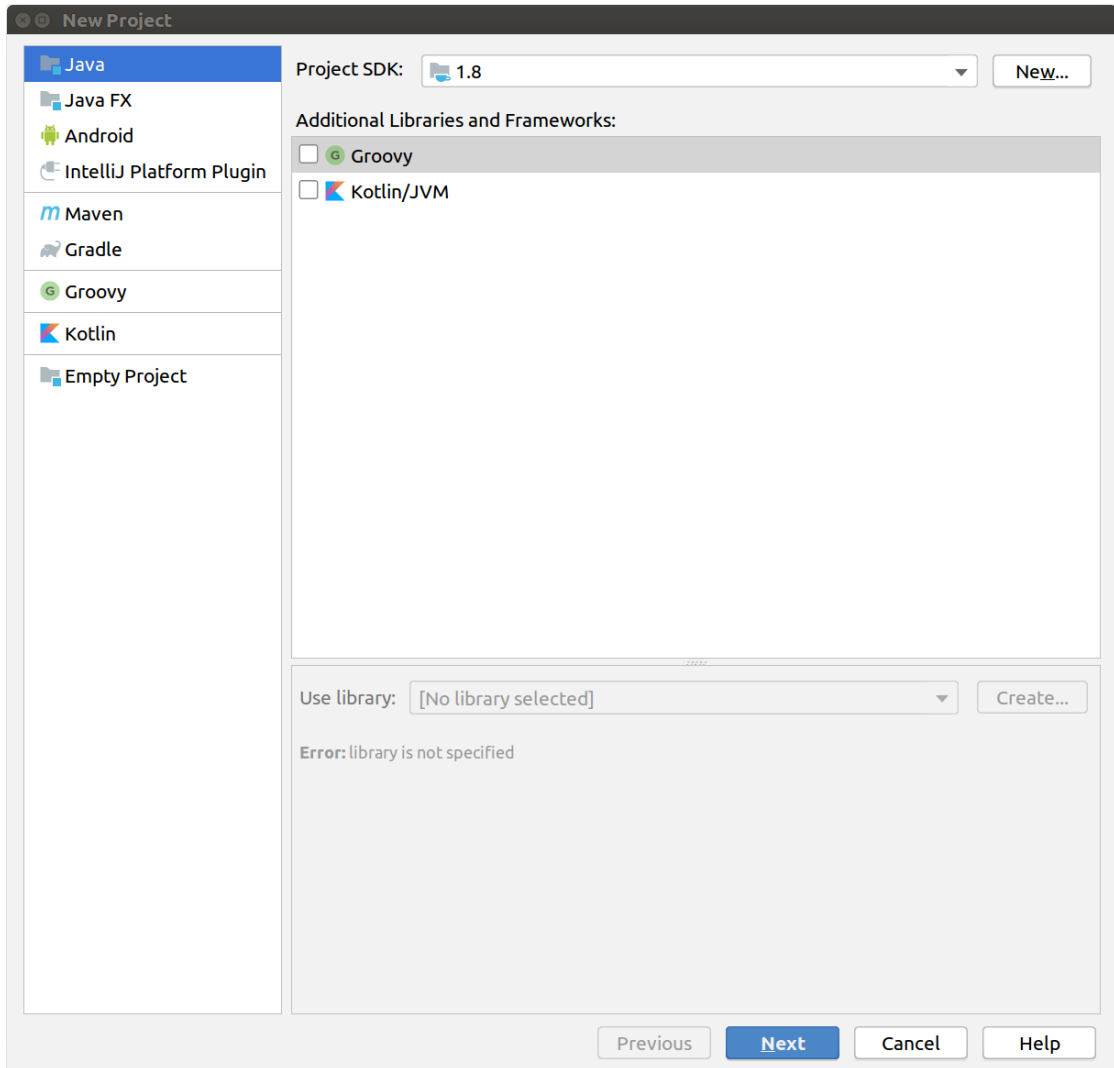 New Project
Java
Java FX
Android
IntelliJ Platform Plugin
Maven
Gradle
Groovy
Kotlin
Empty Project
Project SDK: 1.8 New...
Additional Libraries and Frameworks:
G Groovy
Kotlin/JVM
Use library: [No library selected] Create...
Error: library is not specified
Previous Next Cancel Help